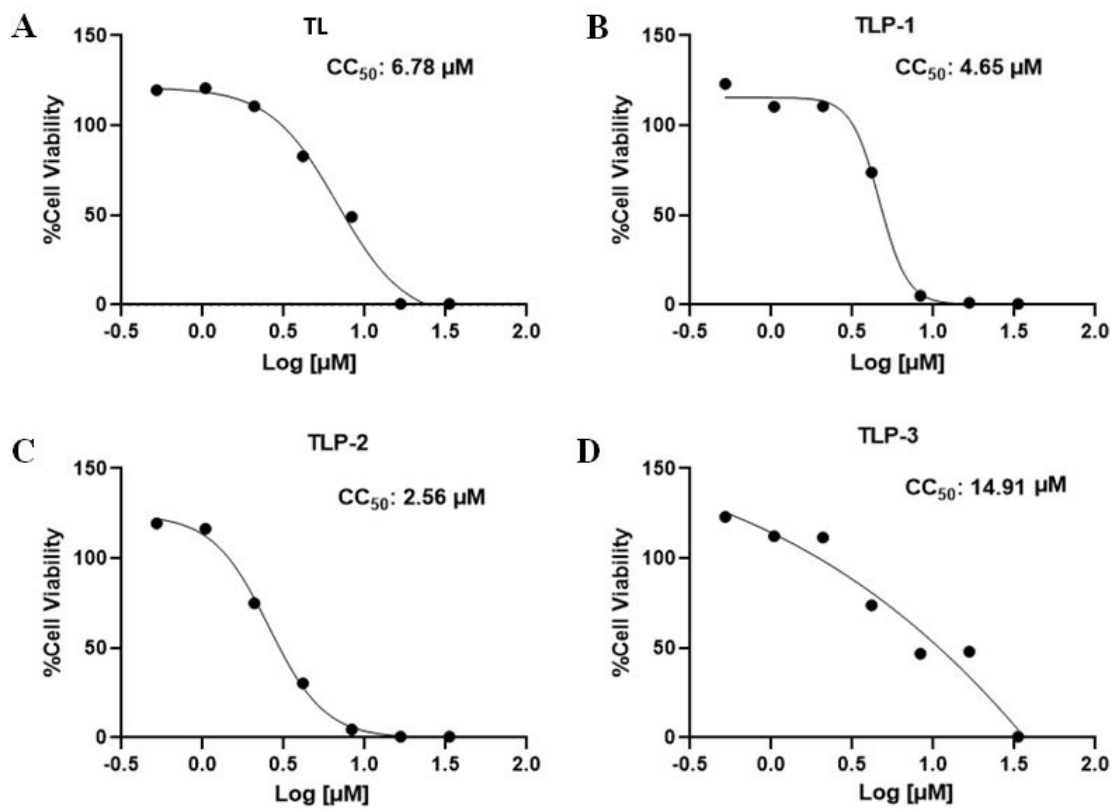 A
TL
CC₅₀: 6.78 µM
%Cell Viability
150
100
50
0
-0.5 0.0 0.5 1.0 1.5 2.0
Log [µM]
B
TLP-1
CC₅₀: 4.65 µM
%Cell Viability
150
100
50
0
-0.5 0.0 0.5 1.0 1.5 2.0
Log [µM]
C
TLP-2
CC₅₀: 2.56 µM
%Cell Viability
150
100
50
0
-0.5 0.0 0.5 1.0 1.5 2.0
Log [µM]
D
TLP-3
CC₅₀: 14.91 µM
%Cell Viability
150
100
50
0
-0.5 0.0 0.5 1.0 1.5 2.0
Log [µM]